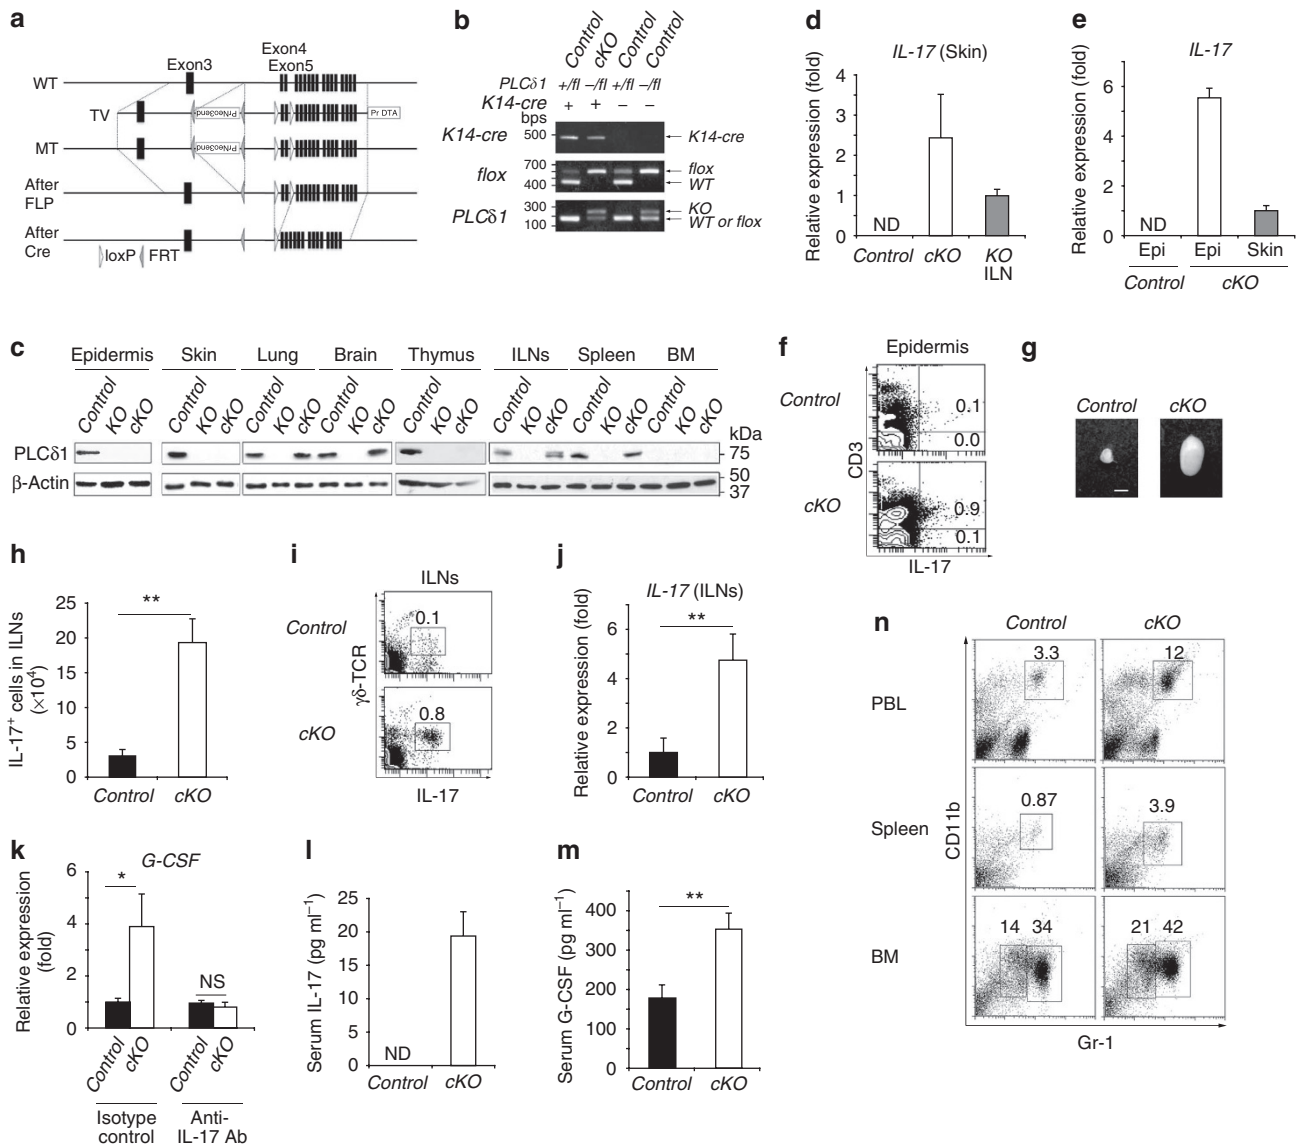 a
Exon4
Exon3
Exon5
WT
TV
PrNeo3end
Pr DTA
MT
PrNeo3end
After
FLP
After
Cre
loxP
FRT
b
Control
cKO
Control
Control
PLCδ1 +/fl –/fl +/fl –/fl
K14-cre + + – –
bps
K14-cre 500 K14-cre
flox 700 flox
400 WT
PLCδ1 300 KO
100 WT or flox
d
IL-17 (Skin)
Relative expression (fold)
4
3
2
1
0
ND
Control cKO KO
ILN
e
IL-17
Relative expression (fold)
6
4
2
0
ND
Epi Epi Skin
Control cKO
c
Epidermis Skin Lung Brain Thymus ILNs Spleen BM
Control KO cKO Control KO cKO Control KO cKO Control KO cKO Control KO cKO Control KO cKO Control KO cKO Control KO cKO
kDa
PLCδ1 75
50
β-Actin
37
f
Epidermis
Control
0.1
0.0
CD3
cKO
0.9
0.1
IL-17
g
Control cKO
h
IL-17+ cells in ILNs
(×10⁴)
25
20
15
10
5
0
**
Control cKO
i
ILNs
Control
0.1
γδ-TCR
cKO
0.8
IL-17
j
IL-17 (ILNs)
Relative expression (fold)
6
4
2
0
**
Control cKO
n
Control cKO
PBL
3.3 12
Spleen
0.87 3.9
CD11b
BM
14 34 21 42
Gr-1
k
G-CSF
Relative expression
(fold)
6
4
2
0
*
NS
Control cKO Control cKO
Isotype
control
Anti-
IL-17 Ab
l
Serum IL-17 (pg ml⁻¹)
25
20
15
10
5
0
ND
Control cKO
m
Serum G-CSF (pg ml⁻¹)
400
300
200
100
0
**
Control cKO